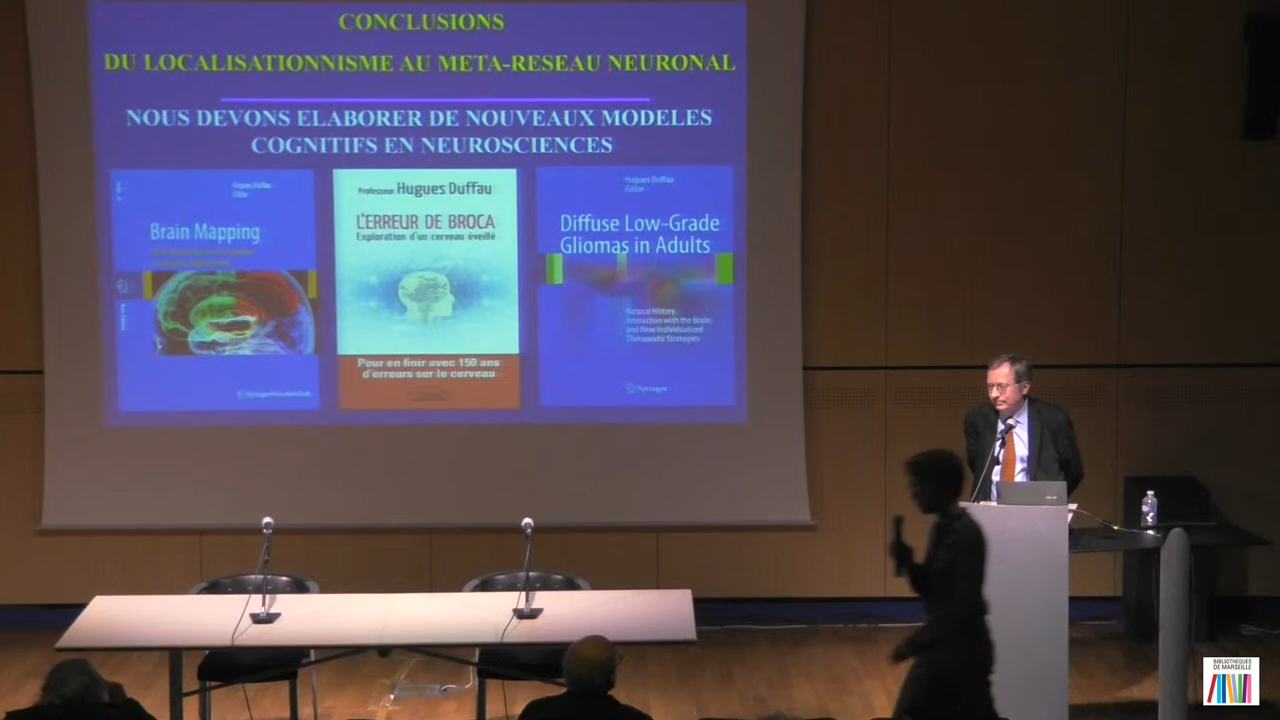 CONCLUSIONS
DU LOCALISATIONNISME AU META-RESEAU NEURONAL
NOUS DEVONS ELABORER DE NOUVEAUX MODELES
COGNITIFS EN NEUROSCIENCES
Hugues Duffau
Editor
Brain Mapping
Professeur Hugues Duffau
L'ERREUR DE BROCA
Exploration d'un cerveau éveillé
Pour en finir avec 150 ans
d'erreurs sur le cerveau
Hugues Duffau
Editor
Diffuse Low-Grade
Gliomas in Adults
Natural History,
Interaction with the Brain,
and New Individualized
Therapeutic Strategies
Springer
BIBLIOTHÈQUES
DE MARSEILLE